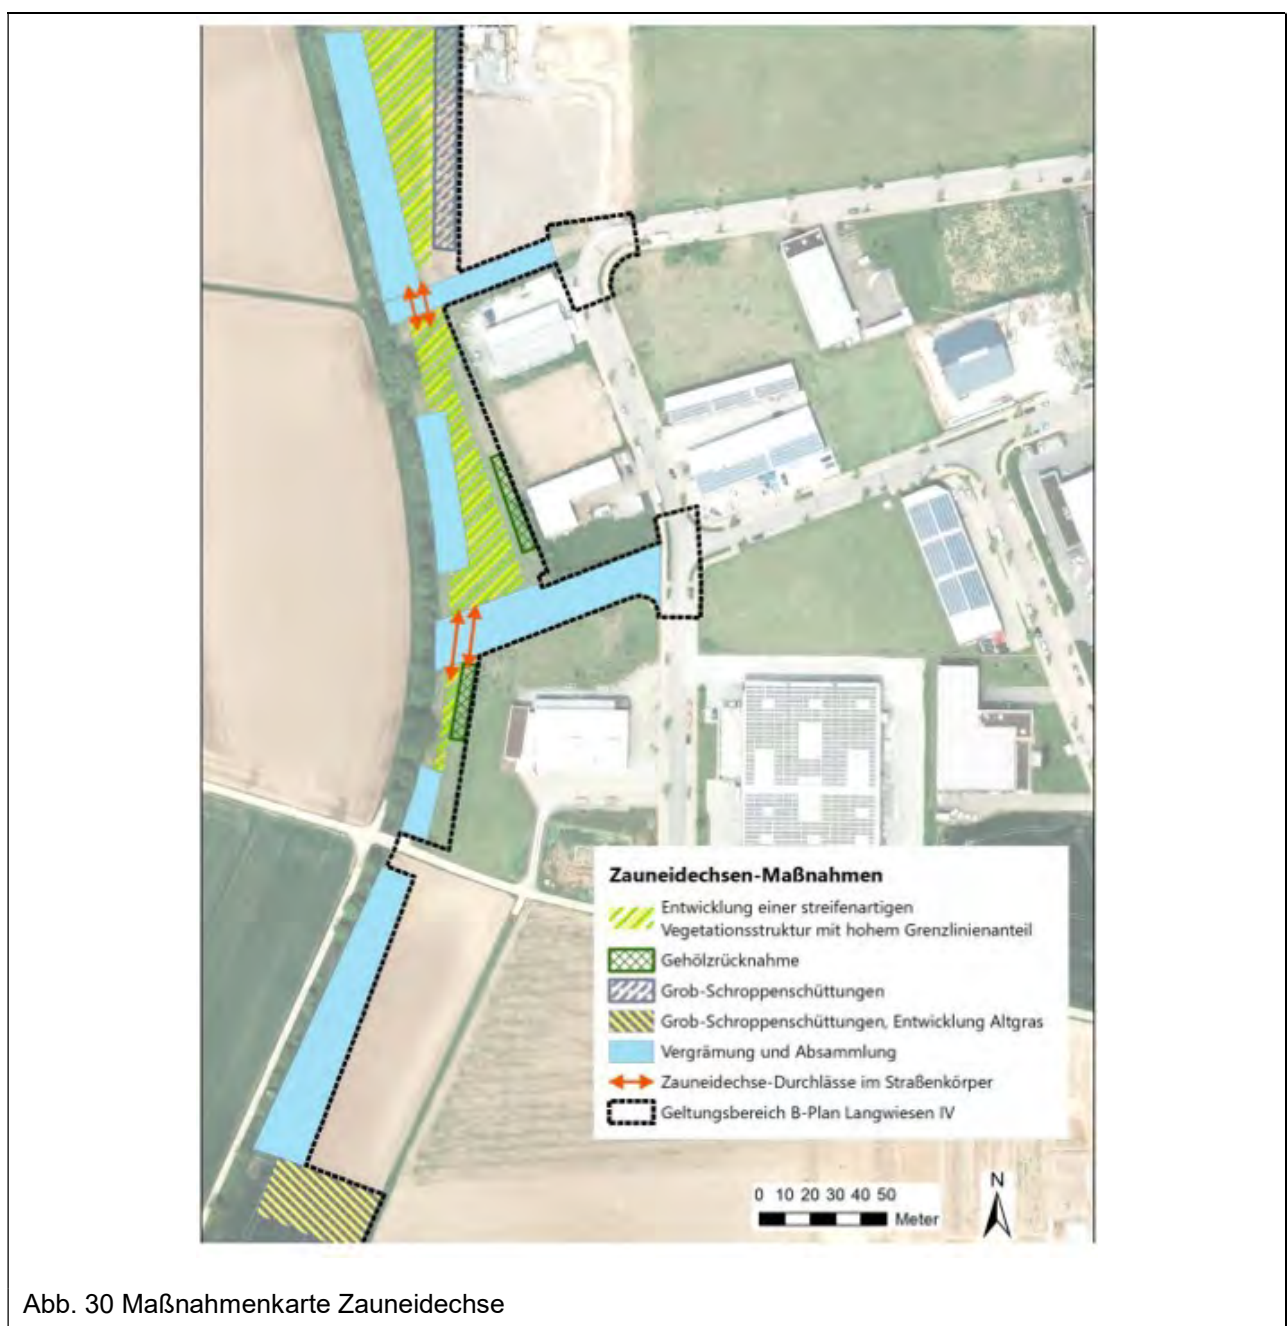 Zauneidechsen-Maßnahmen
Entwicklung einer streifenartigen
Vegetationsstruktur mit hohem Grenzlinienanteil
Gehölzrücknahme
Grob-Schroppenschüttungen
Grob-Schroppenschüttungen, Entwicklung Altgras
Vergrämung und Absammlung
Zauneidechse-Durchlässe im Straßenkörper
Geltungsbereich B-Plan Langwiesen IV
N
0 10 20 30 40 50
Meter
Abb. 30 Maßnahmenkarte Zauneidechse